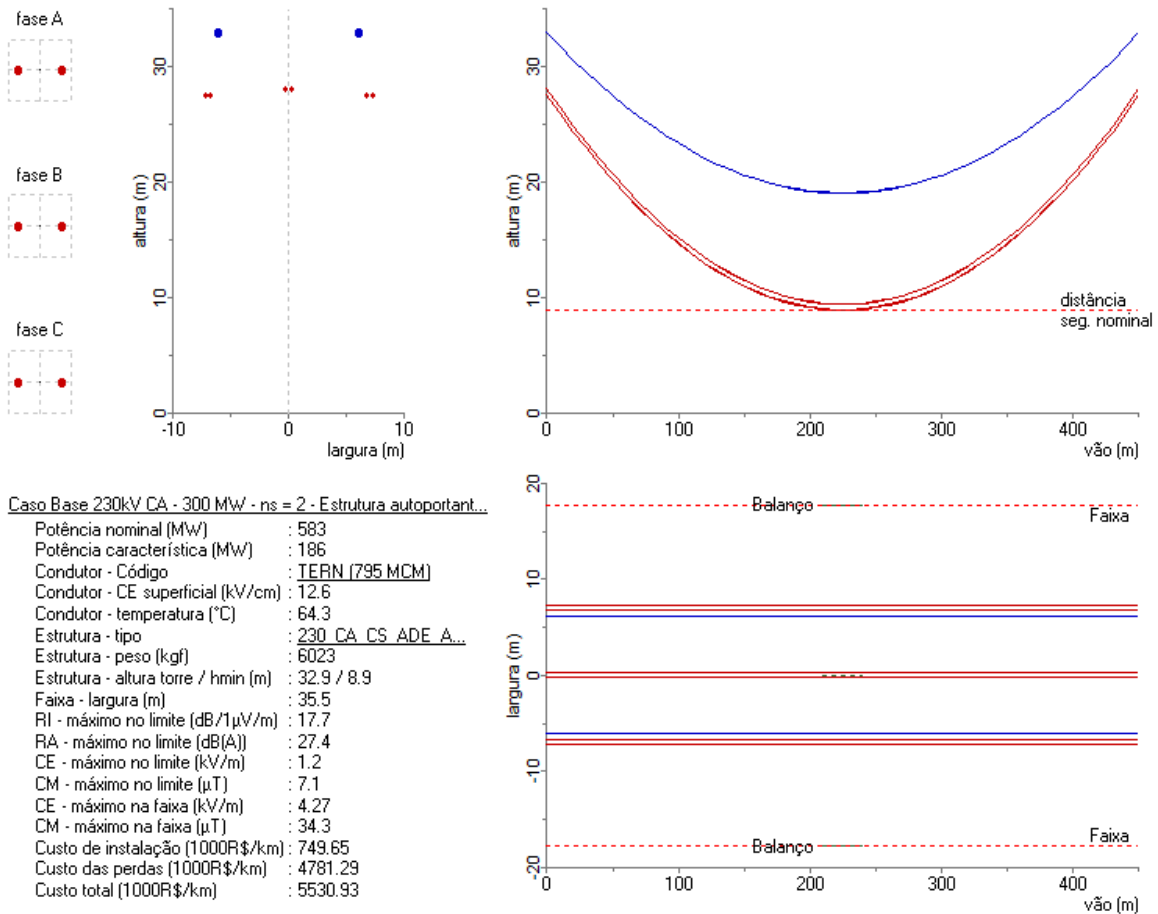 fase A
fase B
fase C
altura (m)
30
20
10
0
-10
0
10
largura (m)
altura (m)
30
20
10
0
distância
seg. nominal
0
100
200
300
400
vão (m)
Caso Base 230kV CA - 300 MW - ns = 2 - Estrutura autoportant...
Potência nominal (MW) : 583
Potência característica (MW) : 186
Condutor - Código : TERN (795 MCM)
Condutor - CE superficial (kV/cm) : 12.6
Condutor - temperatura (°C) : 64.3
Estrutura - tipo : 230_CA_CS_ADE_A...
Estrutura - peso (kgf) : 6023
Estrutura - altura torre / hmin (m) : 32.9 / 8.9
Faixa - largura (m) : 35.5
RI - máximo no limite (dB/1μV/m) : 17.7
RA - máximo no limite (dB(A)) : 27.4
CE - máximo no limite (kV/m) : 1.2
CM - máximo no limite (μT) : 7.1
CE - máximo na faixa (kV/m) : 4.27
CM - máximo na faixa (μT) : 34.3
Custo de instalação (1000R$/km) : 749.65
Custo das perdas (1000R$/km) : 4781.29
Custo total (1000R$/km) : 5530.93
largura (m)
20
10
0
-10
-20
Balanço
Faixa
Balanço
Faixa
0
100
200
300
400
vão (m)